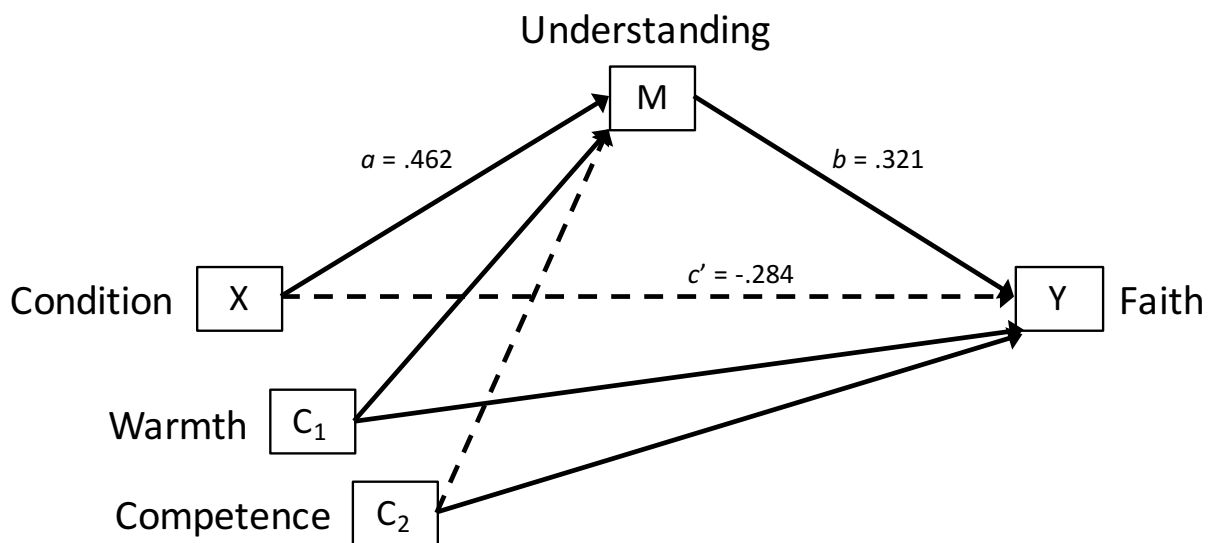 Understanding
M
a = .462
b = .321
c' = -.284
Condition
X
Y
Faith
Warmth
C₁
Competence
C₂